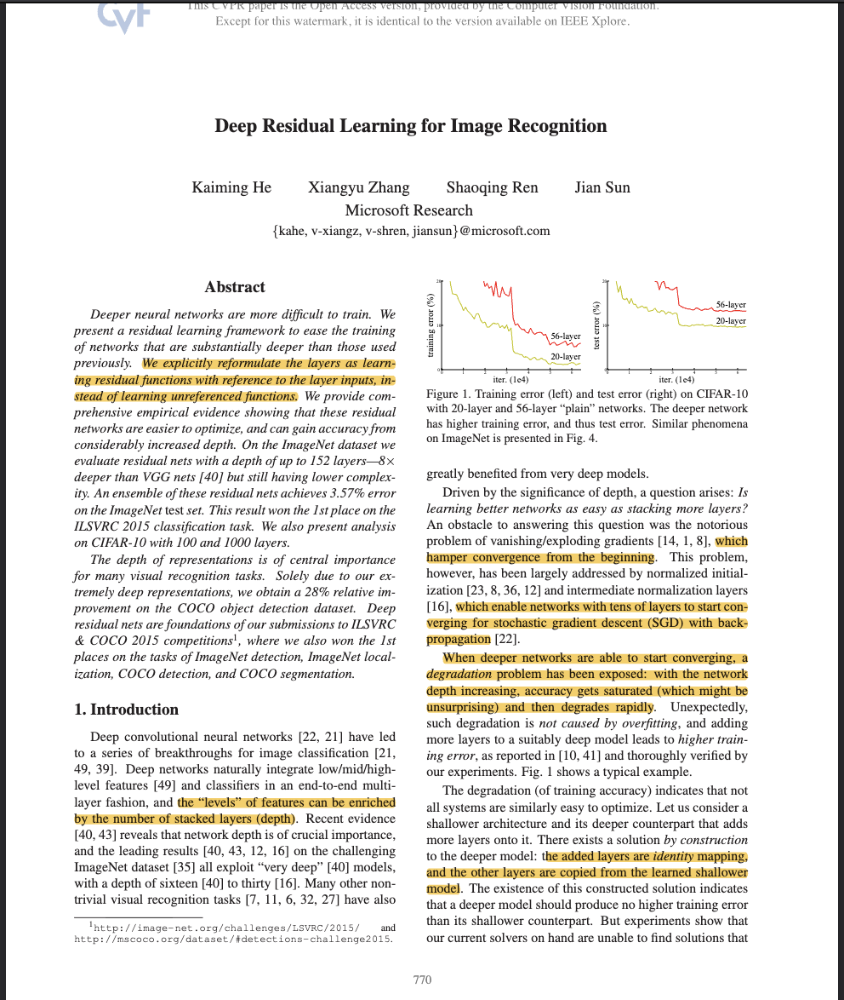 CVF
This CVPR paper is the Open Access version, provided by the Computer Vision Foundation.
Except for this watermark, it is identical to the version available on IEEE Xplore.
Deep Residual Learning for Image Recognition
Kaiming He Xiangyu Zhang Shaoqing Ren Jian Sun
Microsoft Research
{kahe, v-xiangz, v-shren, jiansun}@microsoft.com
Abstract
Deeper neural networks are more difficult to train. We
present a residual learning framework to ease the training
of networks that are substantially deeper than those used
previously. We explicitly reformulate the layers as learn-
ing residual functions with reference to the layer inputs, in-
stead of learning unreferenced functions. We provide com-
prehensive empirical evidence showing that these residual
networks are easier to optimize, and can gain accuracy from
considerably increased depth. On the ImageNet dataset we
evaluate residual nets with a depth of up to 152 layers—8×
deeper than VGG nets [40] but still having lower complex-
ity. An ensemble of these residual nets achieves 3.57% error
on the ImageNet test set. This result won the 1st place on the
ILSVRC 2015 classification task. We also present analysis
on CIFAR-10 with 100 and 1000 layers.
The depth of representations is of central importance
for many visual recognition tasks. Solely due to our ex-
tremely deep representations, we obtain a 28% relative im-
provement on the COCO object detection dataset. Deep
residual nets are foundations of our submissions to ILSVRC
& COCO 2015 competitions1, where we also won the 1st
places on the tasks of ImageNet detection, ImageNet local-
ization, COCO detection, and COCO segmentation.
1. Introduction
Deep convolutional neural networks [22, 21] have led
to a series of breakthroughs for image classification [21,
49, 39]. Deep networks naturally integrate low/mid/high-
level features [49] and classifiers in an end-to-end multi-
layer fashion, and the “levels” of features can be enriched
by the number of stacked layers (depth). Recent evidence
[40, 43] reveals that network depth is of crucial importance,
and the leading results [40, 43, 12, 16] on the challenging
ImageNet dataset [35] all exploit “very deep” [40] models,
with a depth of sixteen [40] to thirty [16]. Many other non-
trivial visual recognition tasks [7, 11, 6, 32, 27] have also
1http://image-net.org/challenges/LSVRC/2015/ and
http://mscoco.org/dataset/#detections-challenge2015.
20
10
0
0 1 2 3 4 5 6
training error (%)
iter. (1e4)
56-layer
20-layer
20
10
0
0 1 2 3 4 5 6
test error (%)
iter. (1e4)
56-layer
20-layer
Figure 1. Training error (left) and test error (right) on CIFAR-10
with 20-layer and 56-layer “plain” networks. The deeper network
has higher training error, and thus test error. Similar phenomena
on ImageNet is presented in Fig. 4.
greatly benefited from very deep models.
Driven by the significance of depth, a question arises: Is
learning better networks as easy as stacking more layers?
An obstacle to answering this question was the notorious
problem of vanishing/exploding gradients [14, 1, 8], which
hamper convergence from the beginning. This problem,
however, has been largely addressed by normalized initial-
ization [23, 8, 36, 12] and intermediate normalization layers
[16], which enable networks with tens of layers to start con-
verging for stochastic gradient descent (SGD) with back-
propagation [22].
When deeper networks are able to start converging, a
degradation problem has been exposed: with the network
depth increasing, accuracy gets saturated (which might be
unsurprising) and then degrades rapidly. Unexpectedly,
such degradation is not caused by overfitting, and adding
more layers to a suitably deep model leads to higher train-
ing error, as reported in [10, 41] and thoroughly verified by
our experiments. Fig. 1 shows a typical example.
The degradation (of training accuracy) indicates that not
all systems are similarly easy to optimize. Let us consider a
shallower architecture and its deeper counterpart that adds
more layers onto it. There exists a solution by construction
to the deeper model: the added layers are identity mapping,
and the other layers are copied from the learned shallower
model. The existence of this constructed solution indicates
that a deeper model should produce no higher training error
than its shallower counterpart. But experiments show that
our current solvers on hand are unable to find solutions that
770